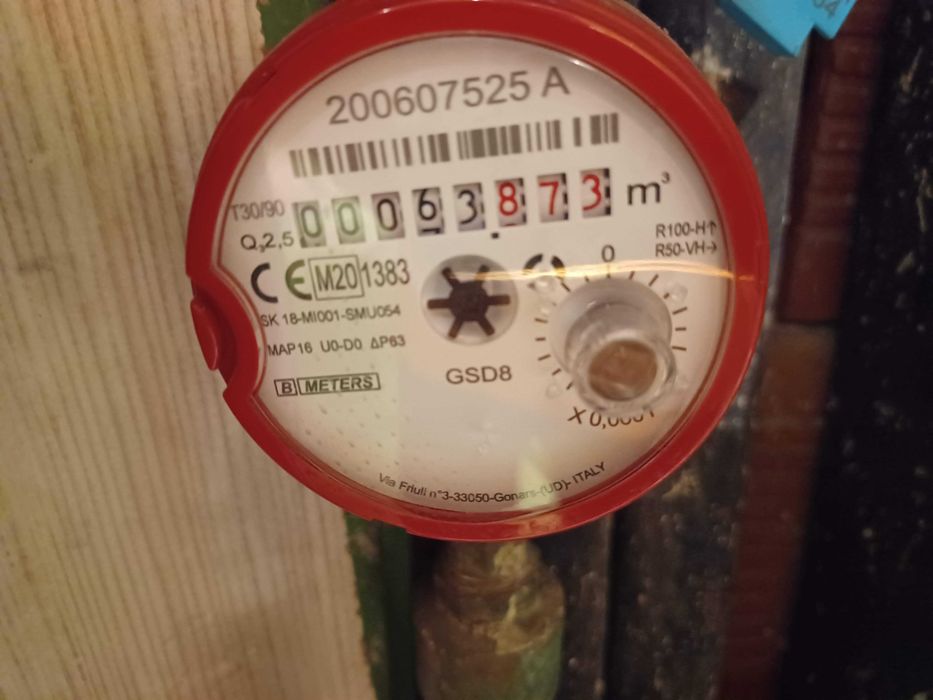 200607525 A
T30/90
00063873 m³
Q₃2,5
R100-H↑
R50-VH→
CE M20 1383
0
SK 18-MI001-SMU054
MAP16 U0-D0 ΔP63
GSD8
B METERS
Via Friuli n°3-33050-Gonars-(UD)- ITALY